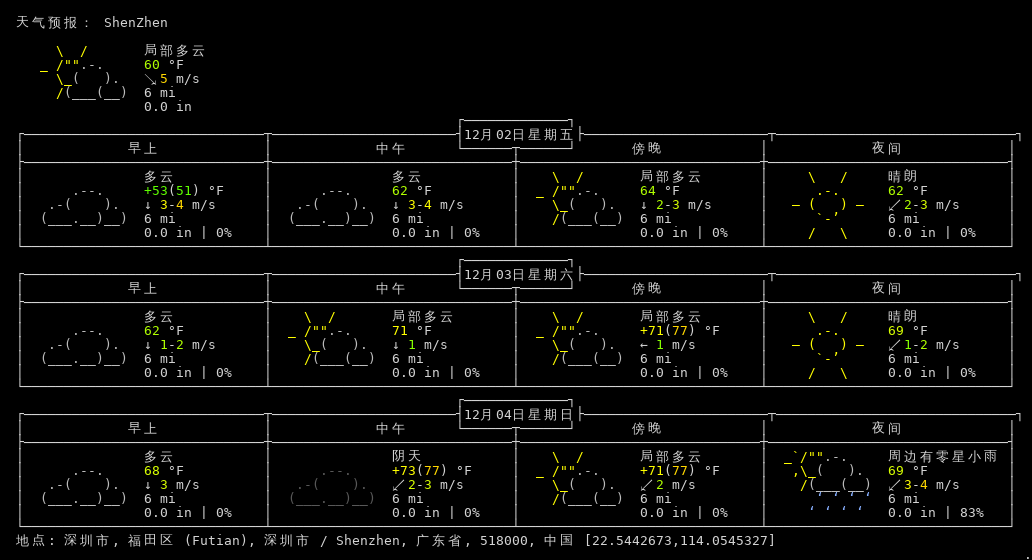 天气预报： ShenZhen
局部多云
60 °F
↘5 m/s
6 mi
0.0 in
12月02日星期五
早上 中午 傍晚 夜间
多云 多云 局部多云 晴朗
+53(51) °F 62 °F 64 °F 62 °F
↓ 3-4 m/s ↓ 3-4 m/s ↓ 2-3 m/s ↙2-3 m/s
6 mi 6 mi 6 mi 6 mi
0.0 in | 0% 0.0 in | 0% 0.0 in | 0% 0.0 in | 0%
12月03日星期六
早上 中午 傍晚 夜间
多云 局部多云 局部多云 晴朗
62 °F 71 °F +71(77) °F 69 °F
↓ 1-2 m/s ↓ 1 m/s ← 1 m/s ↙1-2 m/s
6 mi 6 mi 6 mi 6 mi
0.0 in | 0% 0.0 in | 0% 0.0 in | 0% 0.0 in | 0%
12月04日星期日
早上 中午 傍晚 夜间
多云 阴天 局部多云 周边有零星小雨
68 °F +73(77) °F +71(77) °F 69 °F
↓ 3 m/s ↙2-3 m/s ↙2 m/s ↙3-4 m/s
6 mi 6 mi 6 mi 6 mi
0.0 in | 0% 0.0 in | 0% 0.0 in | 0% 0.0 in | 83%
地点: 深圳市, 福田区 (Futian), 深圳市 / Shenzhen, 广东省, 518000, 中国 [22.5442673,114.0545327]